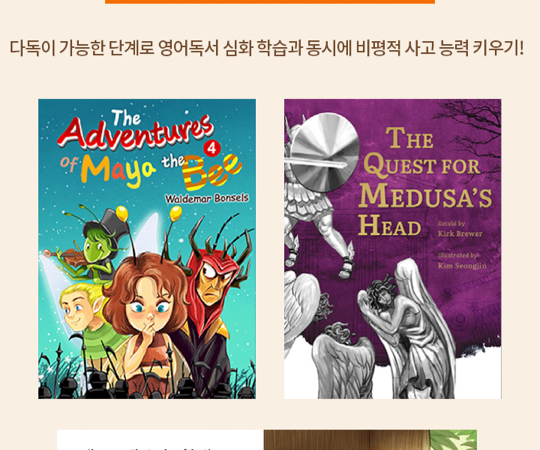 다독이 가능한 단계로 영어독서 심화 학습과 동시에 비평적 사고 능력 키우기!
The
Adventures
of Maya the Bee
4
Waldemar Bonsels
THE
QUEST FOR
MEDUSA'S
HEAD
Retold by
Kirk Brewer
Illustrated by
Kim Seongjin